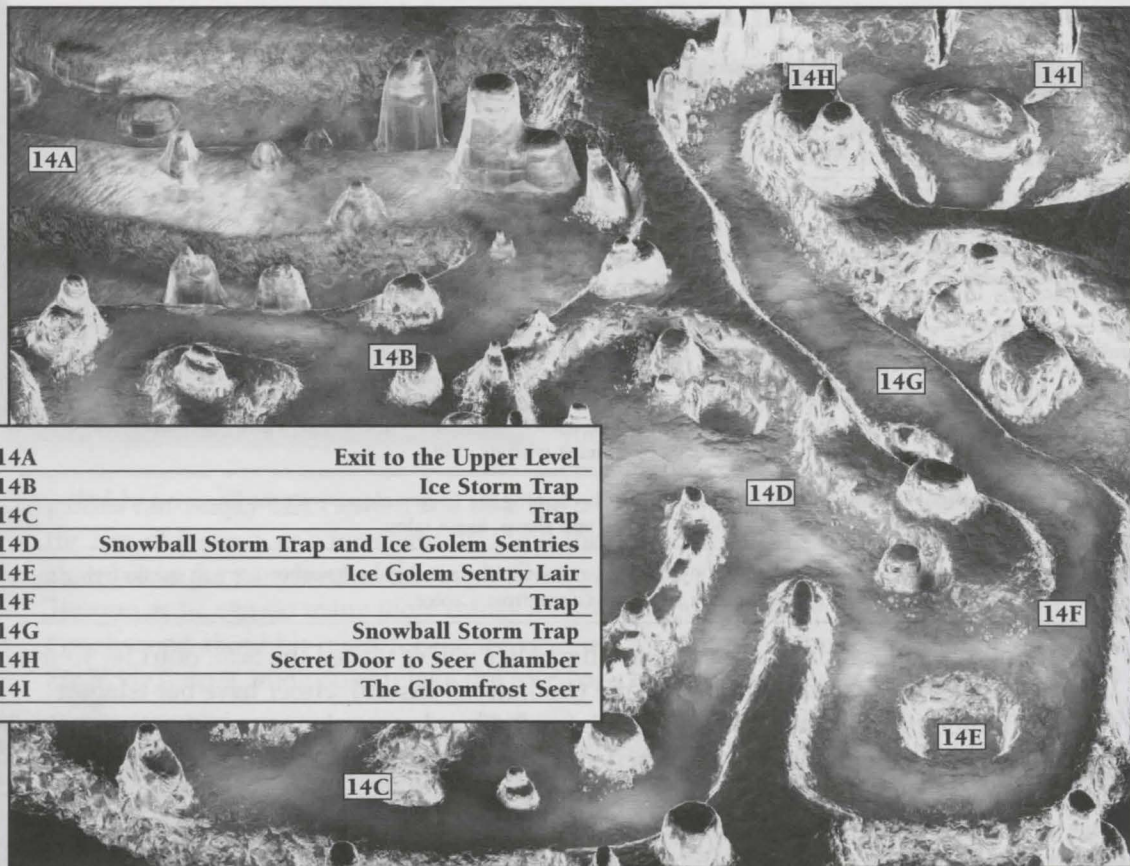 14H
14I
14A
14B
14G
14A Exit to the Upper Level
14B Ice Storm Trap
14C Trap
14D Snowball Storm Trap and Ice Golem Sentries
14E Ice Golem Sentry Lair
14F Trap
14G Snowball Storm Trap
14H Secret Door to Seer Chamber
14I The Gloomfrost Seer
14D
14F
14E
14C